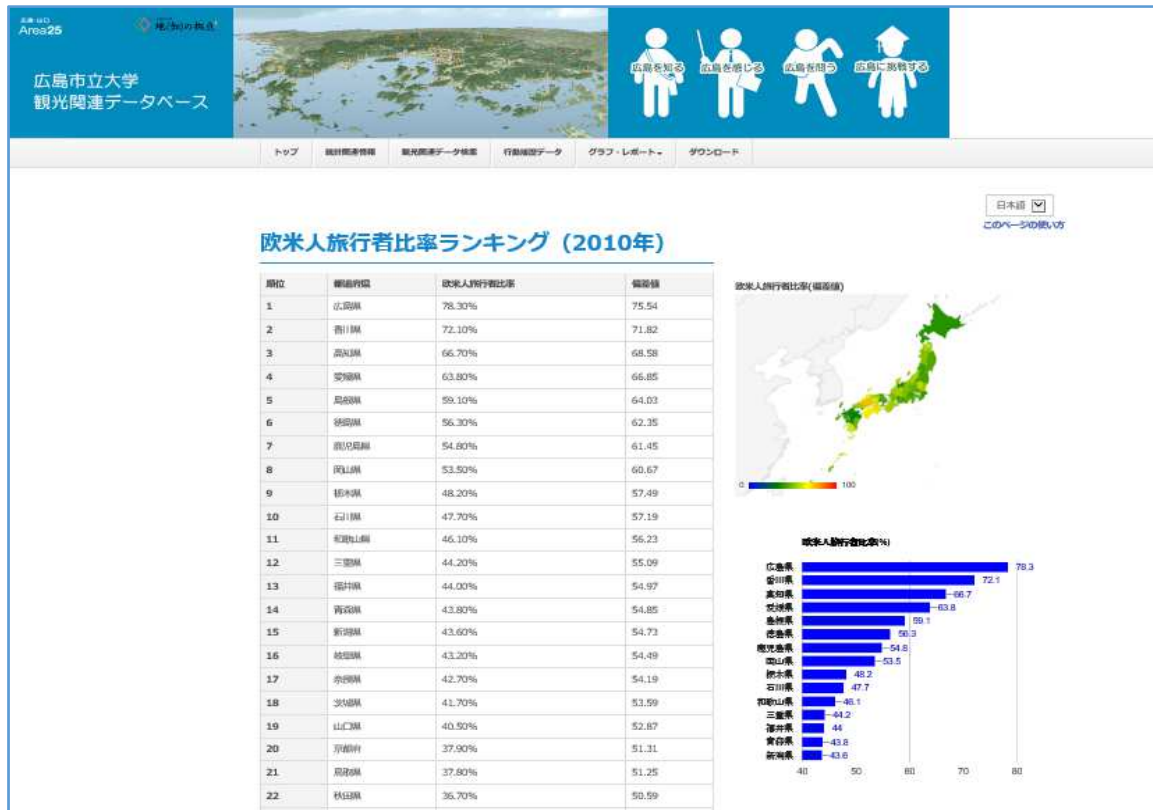 広島・山口
Area25
地(知)の拠点
広島市立大学
観光関連データベース
広島を知る 広島を感じる 広島を問う 広島に挑戦する
トップ 統計関連情報 観光関連データ検索 行動履歴データ グラフ・レポート ダウンロード
日本語
このページの使い方
欧米人旅行者比率ランキング（2010年）
順位 都道府県 欧米人旅行者比率 偏差値
1 広島県 78.30% 75.54
2 香川県 72.10% 71.82
3 高知県 66.70% 68.58
4 愛媛県 63.80% 66.85
5 島根県 59.10% 64.03
6 徳島県 56.30% 62.35
7 鹿児島県 54.80% 61.45
8 岡山県 53.50% 60.67
9 栃木県 48.20% 57.49
10 石川県 47.70% 57.19
11 和歌山県 46.10% 56.23
12 三重県 44.20% 55.09
13 福井県 44.00% 54.97
14 青森県 43.80% 54.85
15 新潟県 43.60% 54.73
16 岐阜県 43.20% 54.49
17 奈良県 42.70% 54.19
18 茨城県 41.70% 53.59
19 山口県 40.50% 52.87
20 京都府 37.90% 51.31
21 鳥取県 37.80% 51.25
22 秋田県 36.70% 50.59
欧米人旅行者比率(偏差値)
0 100
欧米人旅行者比率(%)
広島県 78.3
香川県 72.1
高知県 66.7
愛媛県 63.8
島根県 59.1
徳島県 56.3
鹿児島県 54.8
岡山県 53.5
栃木県 48.2
石川県 47.7
和歌山県 46.1
三重県 44.2
福井県 44
青森県 43.8
新潟県 43.6
40 50 60 70 80